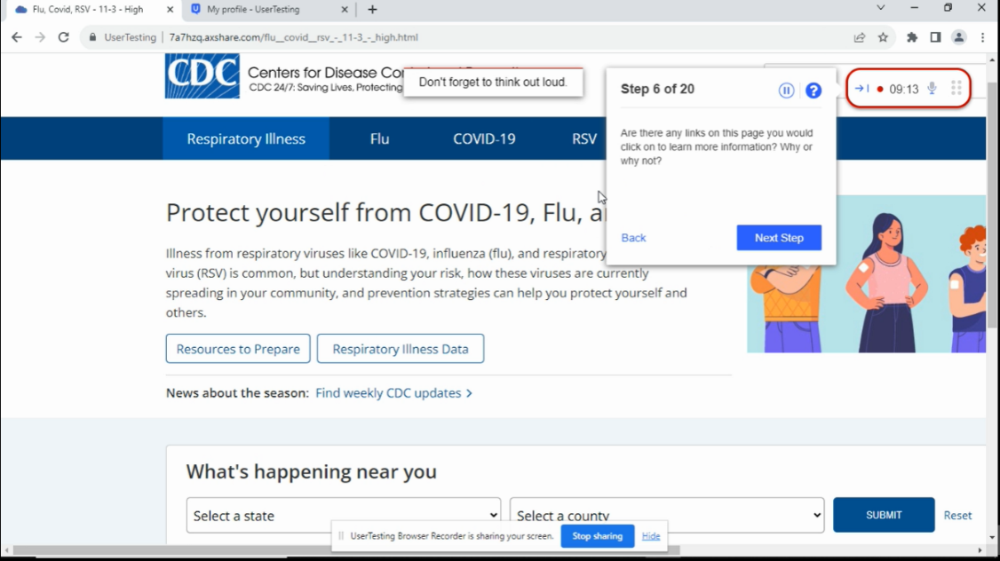 Flu, Covid, RSV - 11-3 - High
My profile - UserTesting
UserTesting
7a7hzq.axshare.com/flu__covid__rsv_-_11-3_-_high.html
CDC
Centers for Disease Co
CDC 24/7: Saving Lives, Protecting
Don't forget to think out loud.
Step 6 of 20
09:13
Are there any links on this page you would
click on to learn more information? Why or
why not?
Back
Next Step
Respiratory Illness
Flu
COVID-19
RSV
Protect yourself from COVID-19, Flu, a
Illness from respiratory viruses like COVID-19, influenza (flu), and respiratory
virus (RSV) is common, but understanding your risk, how these viruses are currently
spreading in your community, and prevention strategies can help you protect yourself and
others.
Resources to Prepare
Respiratory Illness Data
News about the season: Find weekly CDC updates >
What's happening near you
Select a state
Select a county
SUBMIT
Reset
UserTesting Browser Recorder is sharing your screen.
Stop sharing
Hide